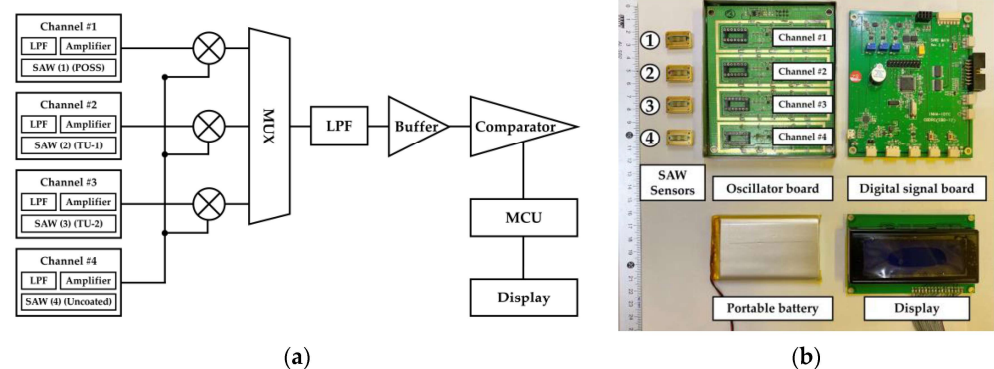 Channel #1
LPF
Amplifier
SAW (1) (POSS)
Channel #2
LPF
Amplifier
SAW (2) (TU-1)
Channel #3
LPF
Amplifier
SAW (3) (TU-2)
Channel #4
LPF
Amplifier
SAW (4) (Uncoated)
MUX
LPF
Buffer
Comparator
MCU
Display
(a)
①
②
③
④
SAW
Sensors
Channel #1
Channel #2
Channel #3
Channel #4
Oscillator board
Digital signal board
Portable battery
Display
(b)